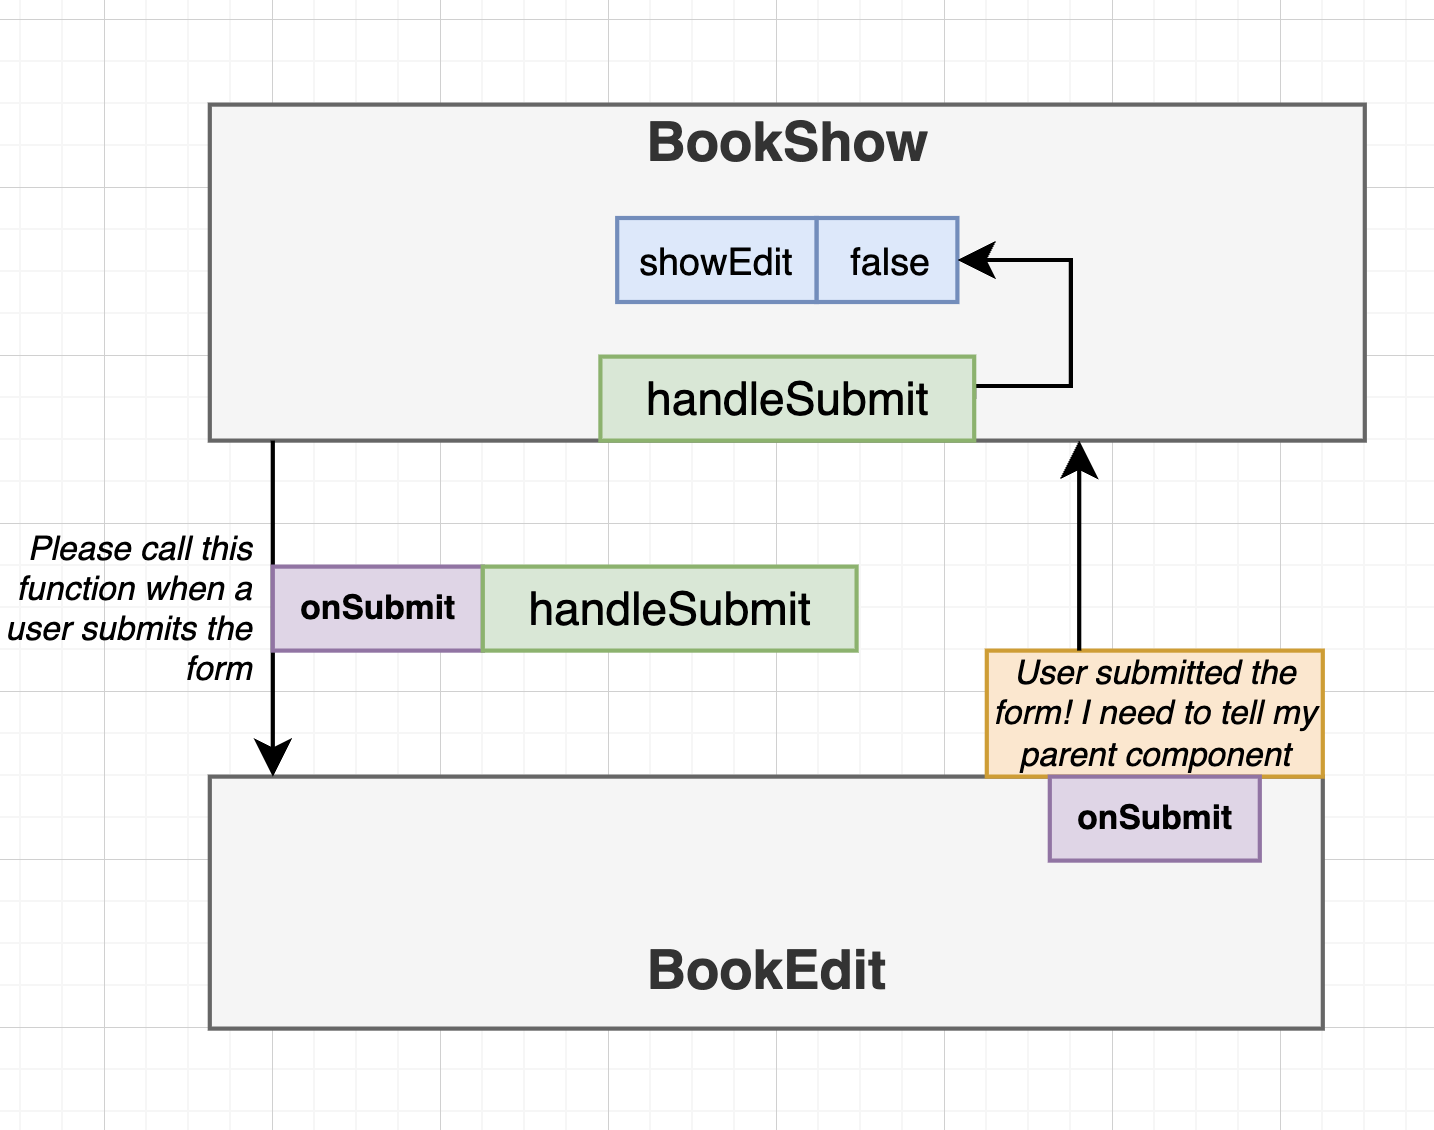 BookShow
showEdit false
handleSubmit
Please call this
function when a
user submits the
form
onSubmit handleSubmit
User submitted the
form! I need to tell my
parent component
onSubmit
BookEdit